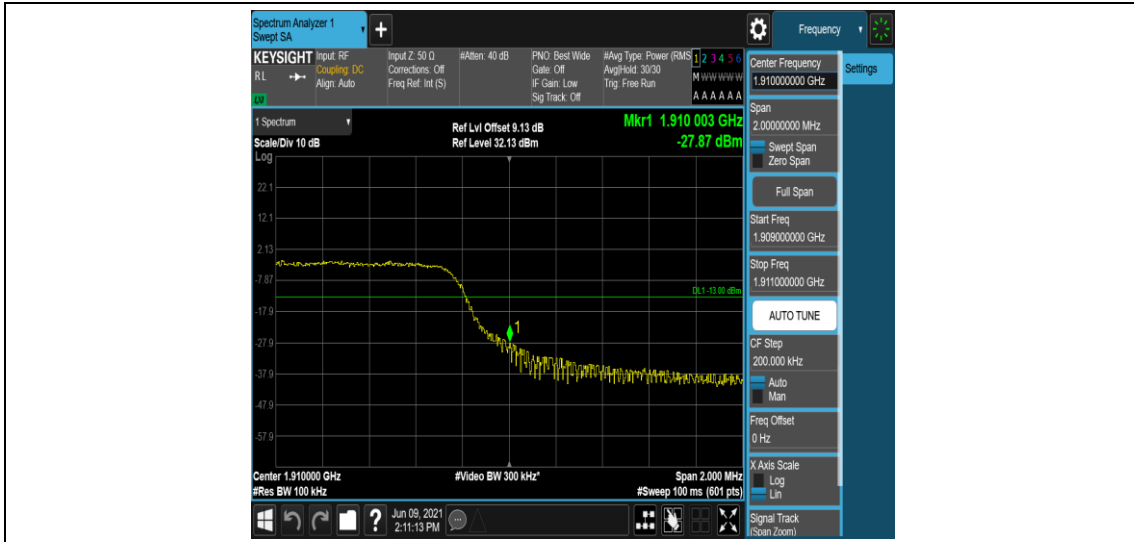 Spectrum Analyzer 1
Swept SA
+
Frequency
KEYSIGHT
R L
LXI
Input: RF
Coupling: DC
Align: Auto
Input Z: 50 Ω
Corrections: Off
Freq Ref: Int (S)
#Atten: 40 dB
PNO: Best Wide
Gate: Off
IF Gain: Low
Sig Track: Off
#Avg Type: Power (RMS
Avg|Hold: 30/30
Trig: Free Run
1 2 3 4 5 6
M W W W W W
A A A A A A
1 Spectrum
Scale/Div 10 dB
Ref Lvl Offset 9.13 dB
Ref Level 32.13 dBm
Mkr1 1.910 003 GHz
-27.87 dBm
Log
22.1
12.1
2.13
-7.87
-17.9
-27.9
-37.9
-47.9
-57.9
DL1 -13.00 dBm
1
Center 1.910000 GHz
#Res BW 100 kHz
#Video BW 300 kHz*
Span 2.000 MHz
#Sweep 100 ms (601 pts)
Center Frequency
1.910000000 GHz
Settings
Span
2.00000000 MHz
Swept Span
Zero Span
Full Span
Start Freq
1.909000000 GHz
Stop Freq
1.911000000 GHz
AUTO TUNE
CF Step
200.000 kHz
Auto
Man
Freq Offset
0 Hz
X Axis Scale
Log
Lin
Signal Track
(Span Zoom)
?
Jun 09, 2021
2:11:13 PM